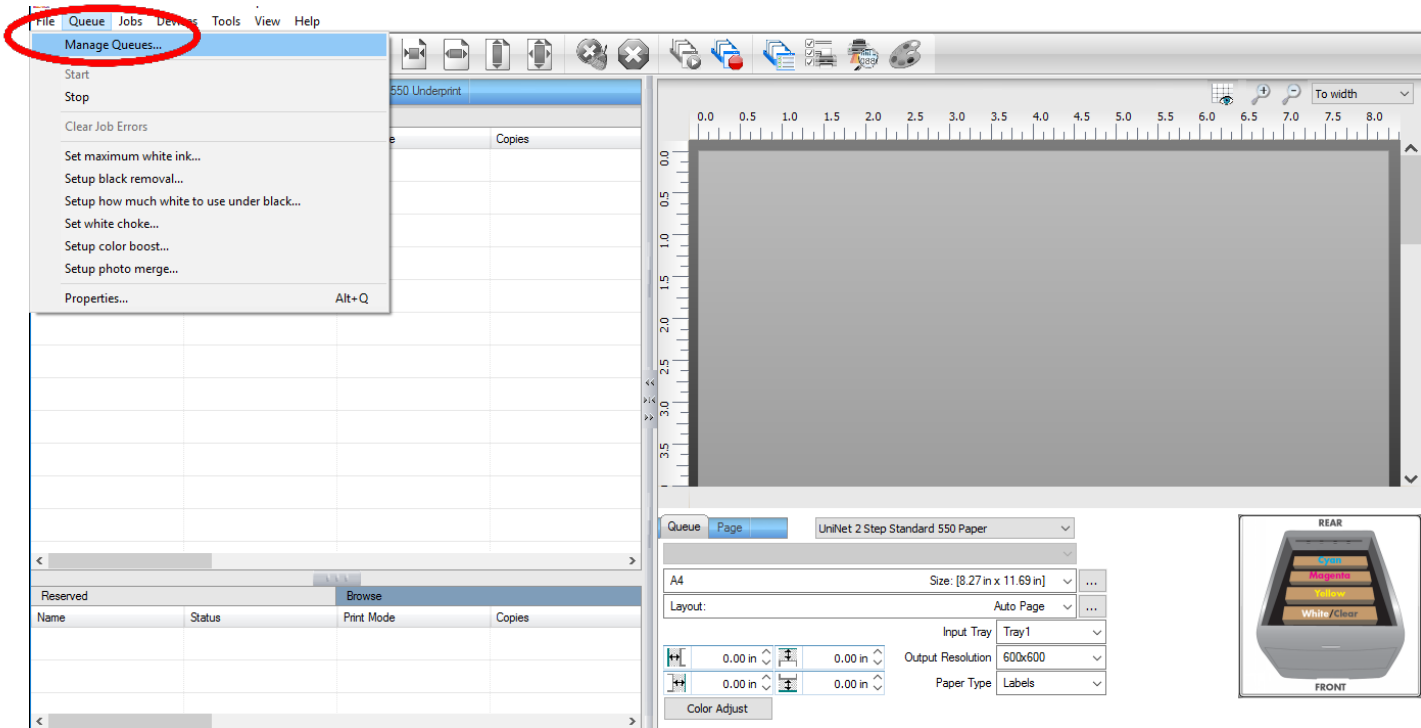 File Queue Jobs Devices Tools View Help
Manage Queues...
Start
Stop
Clear Job Errors
Set maximum white ink...
Setup black removal...
Setup how much white to use under black...
Set white choke...
Setup color boost...
Setup photo merge...
Properties... Alt+Q
550 Underprint
Copies
Reserved Browse
Name Status Print Mode Copies
To width
0.0 0.5 1.0 1.5 2.0 2.5 3.0 3.5 4.0 4.5 5.0 5.5 6.0 6.5 7.0 7.5 8.0
0.0
0.5
1.0
1.5
2.0
2.5
3.0
3.5
Queue Page UniNet 2 Step Standard 550 Paper
A4 Size: [8.27 in x 11.69 in] ...
Layout: Auto Page ...
Input Tray Tray1
0.00 in 0.00 in Output Resolution 600x600
0.00 in 0.00 in Paper Type Labels
Color Adjust
REAR
Cyan
Magenta
Yellow
White/Clear
FRONT